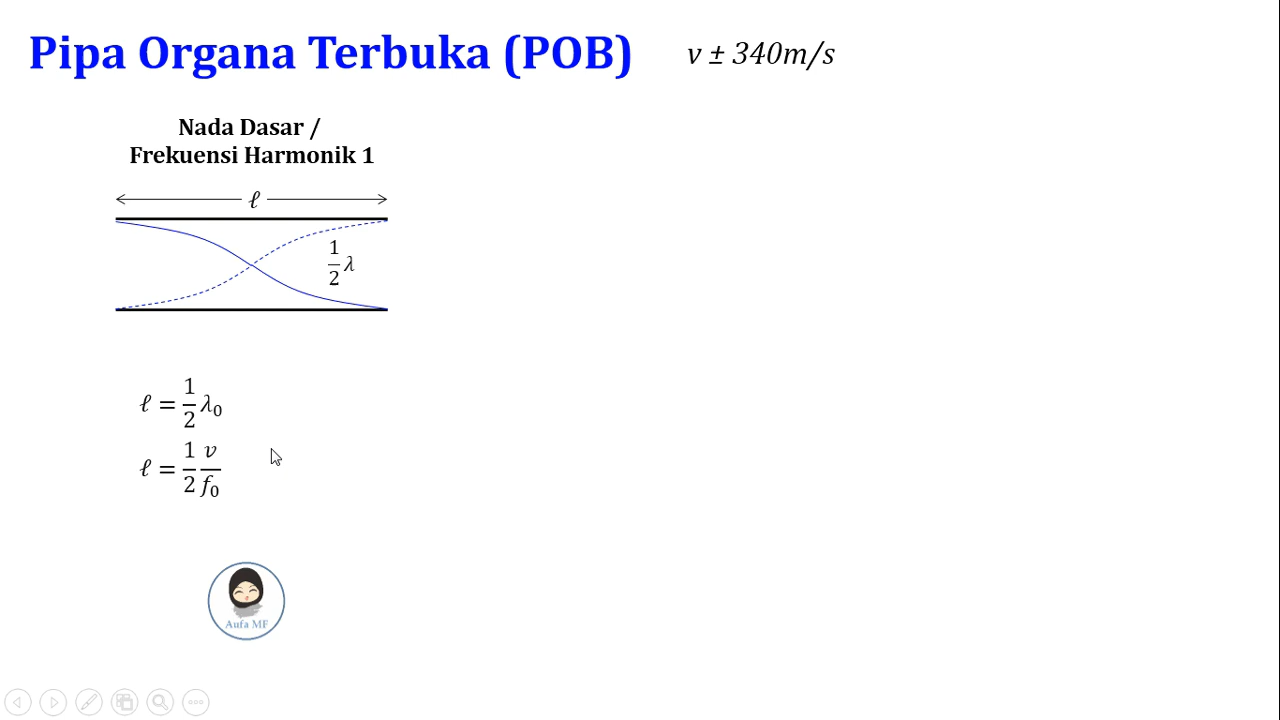 Pipa Organa Terbuka (POB)
v ± 340m/s
Nada Dasar /
Frekuensi Harmonik 1
ℓ
1/2 λ
ℓ = 1/2 λ₀
ℓ = 1/2 v/f₀
Aufa MF